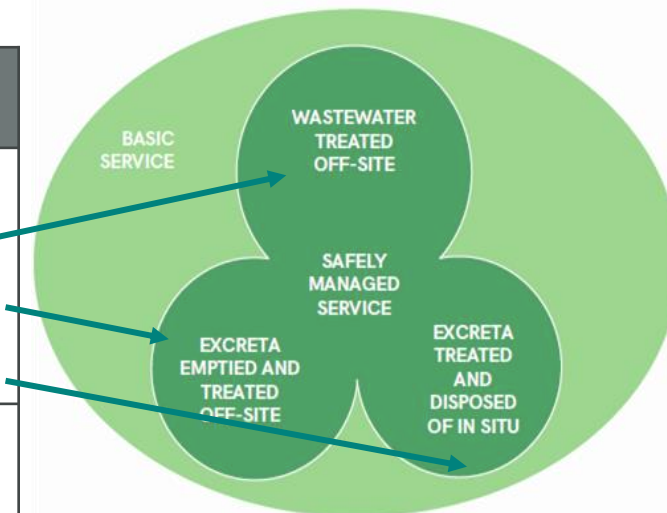 BASIC
SERVICE
WASTEWATER
TREATED
OFF-SITE
SAFELY
MANAGED
SERVICE
EXCRETA
EMPTIED AND
TREATED
OFF-SITE
EXCRETA
TREATED
AND
DISPOSED
OF IN SITU